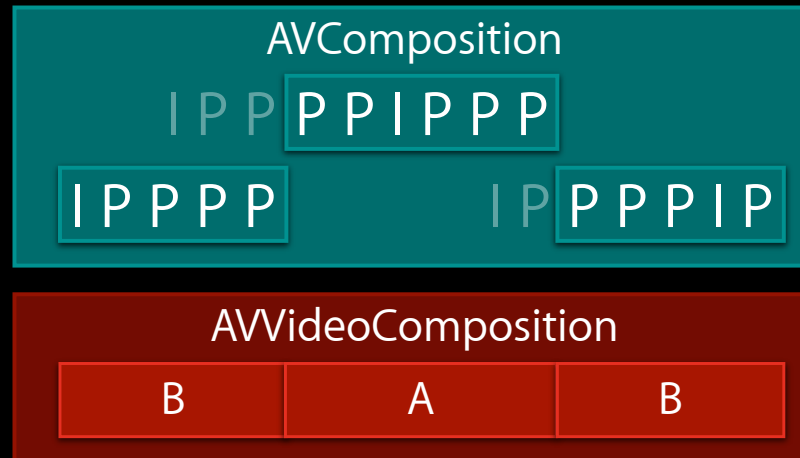 AVComposition
I P P P P I P P P
I P P P P I P P P P I P
AVVideoComposition
B A B